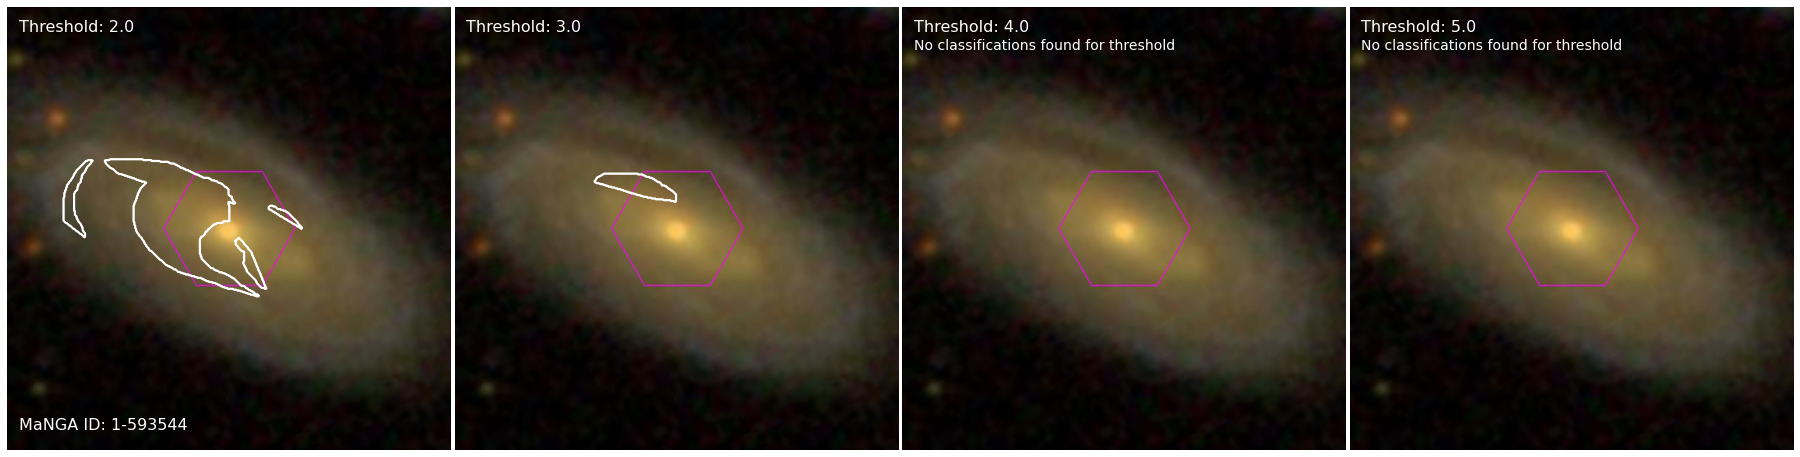 Threshold: 2.0
MaNGA ID: 1-593544
Threshold: 3.0
Threshold: 4.0
No classifications found for threshold
Threshold: 5.0
No classifications found for threshold